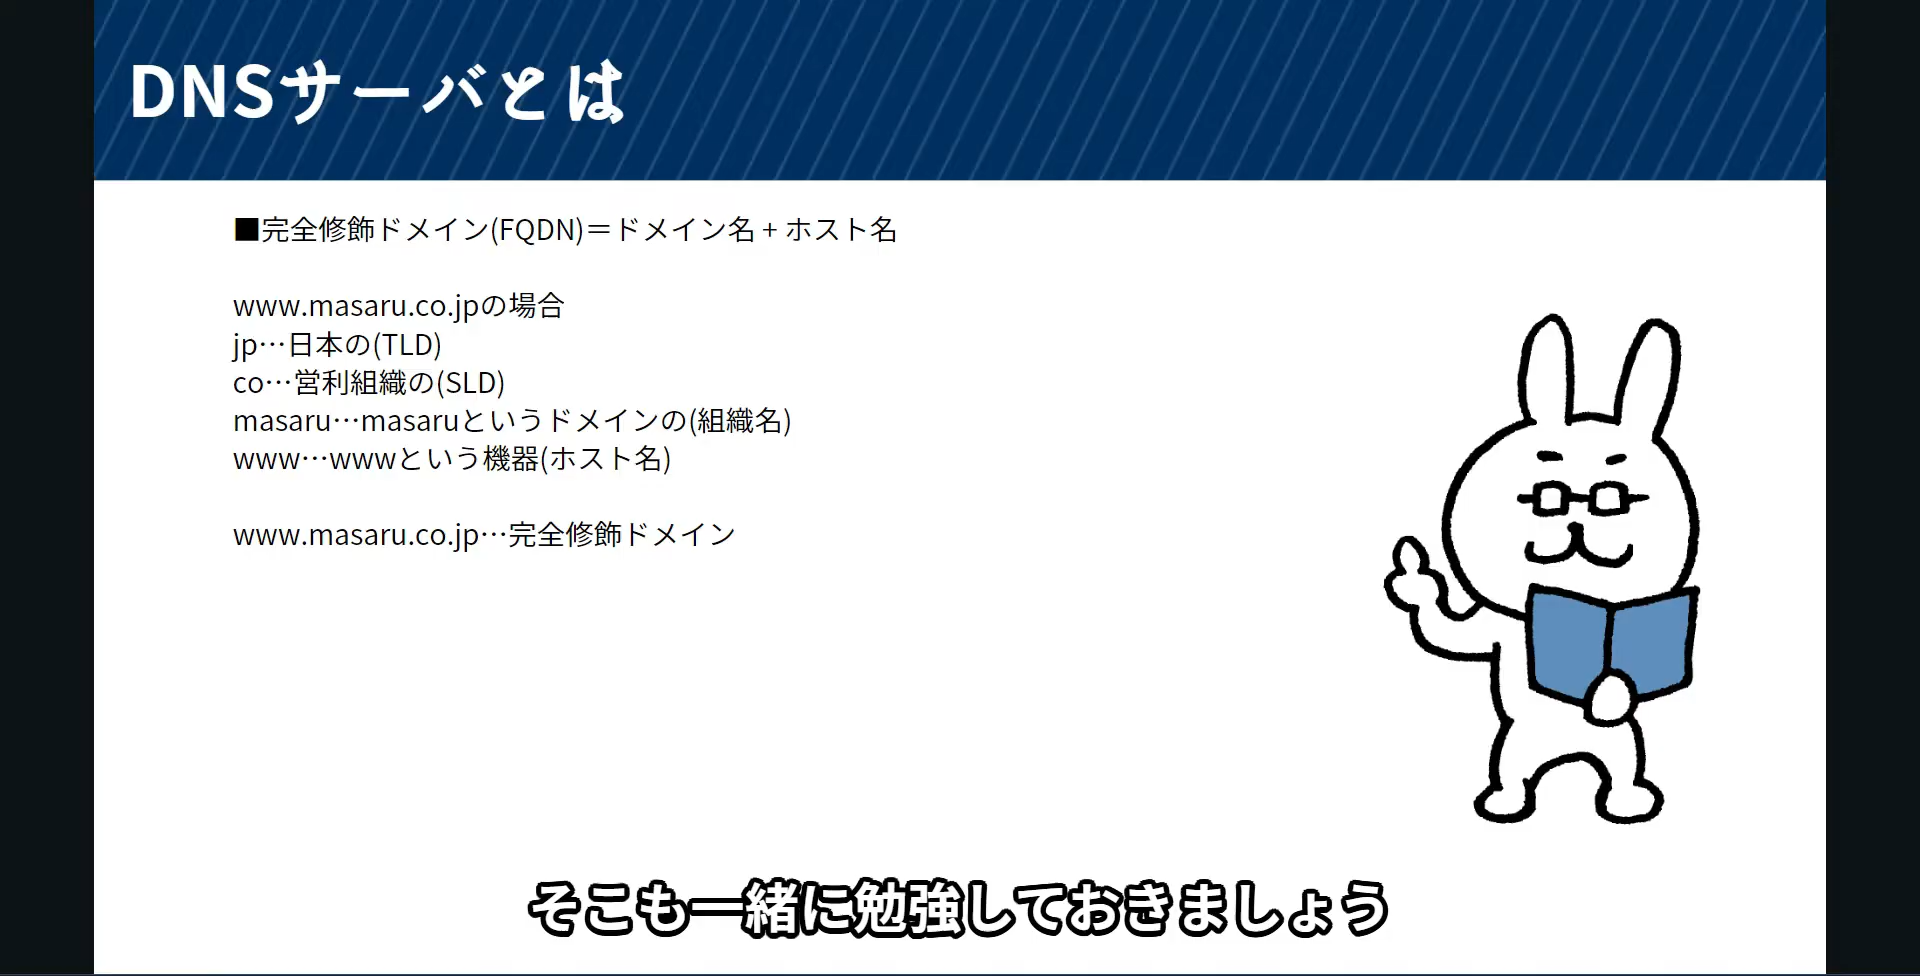 DNSサーバとは
■完全修飾ドメイン(FQDN)＝ドメイン名 + ホスト名
www.masaru.co.jpの場合
jp…日本の(TLD)
co…営利組織の(SLD)
masaru…masaruというドメインの(組織名)
www…wwwという機器(ホスト名)
www.masaru.co.jp…完全修飾ドメイン
そこも一緒に勉強しておきましょう